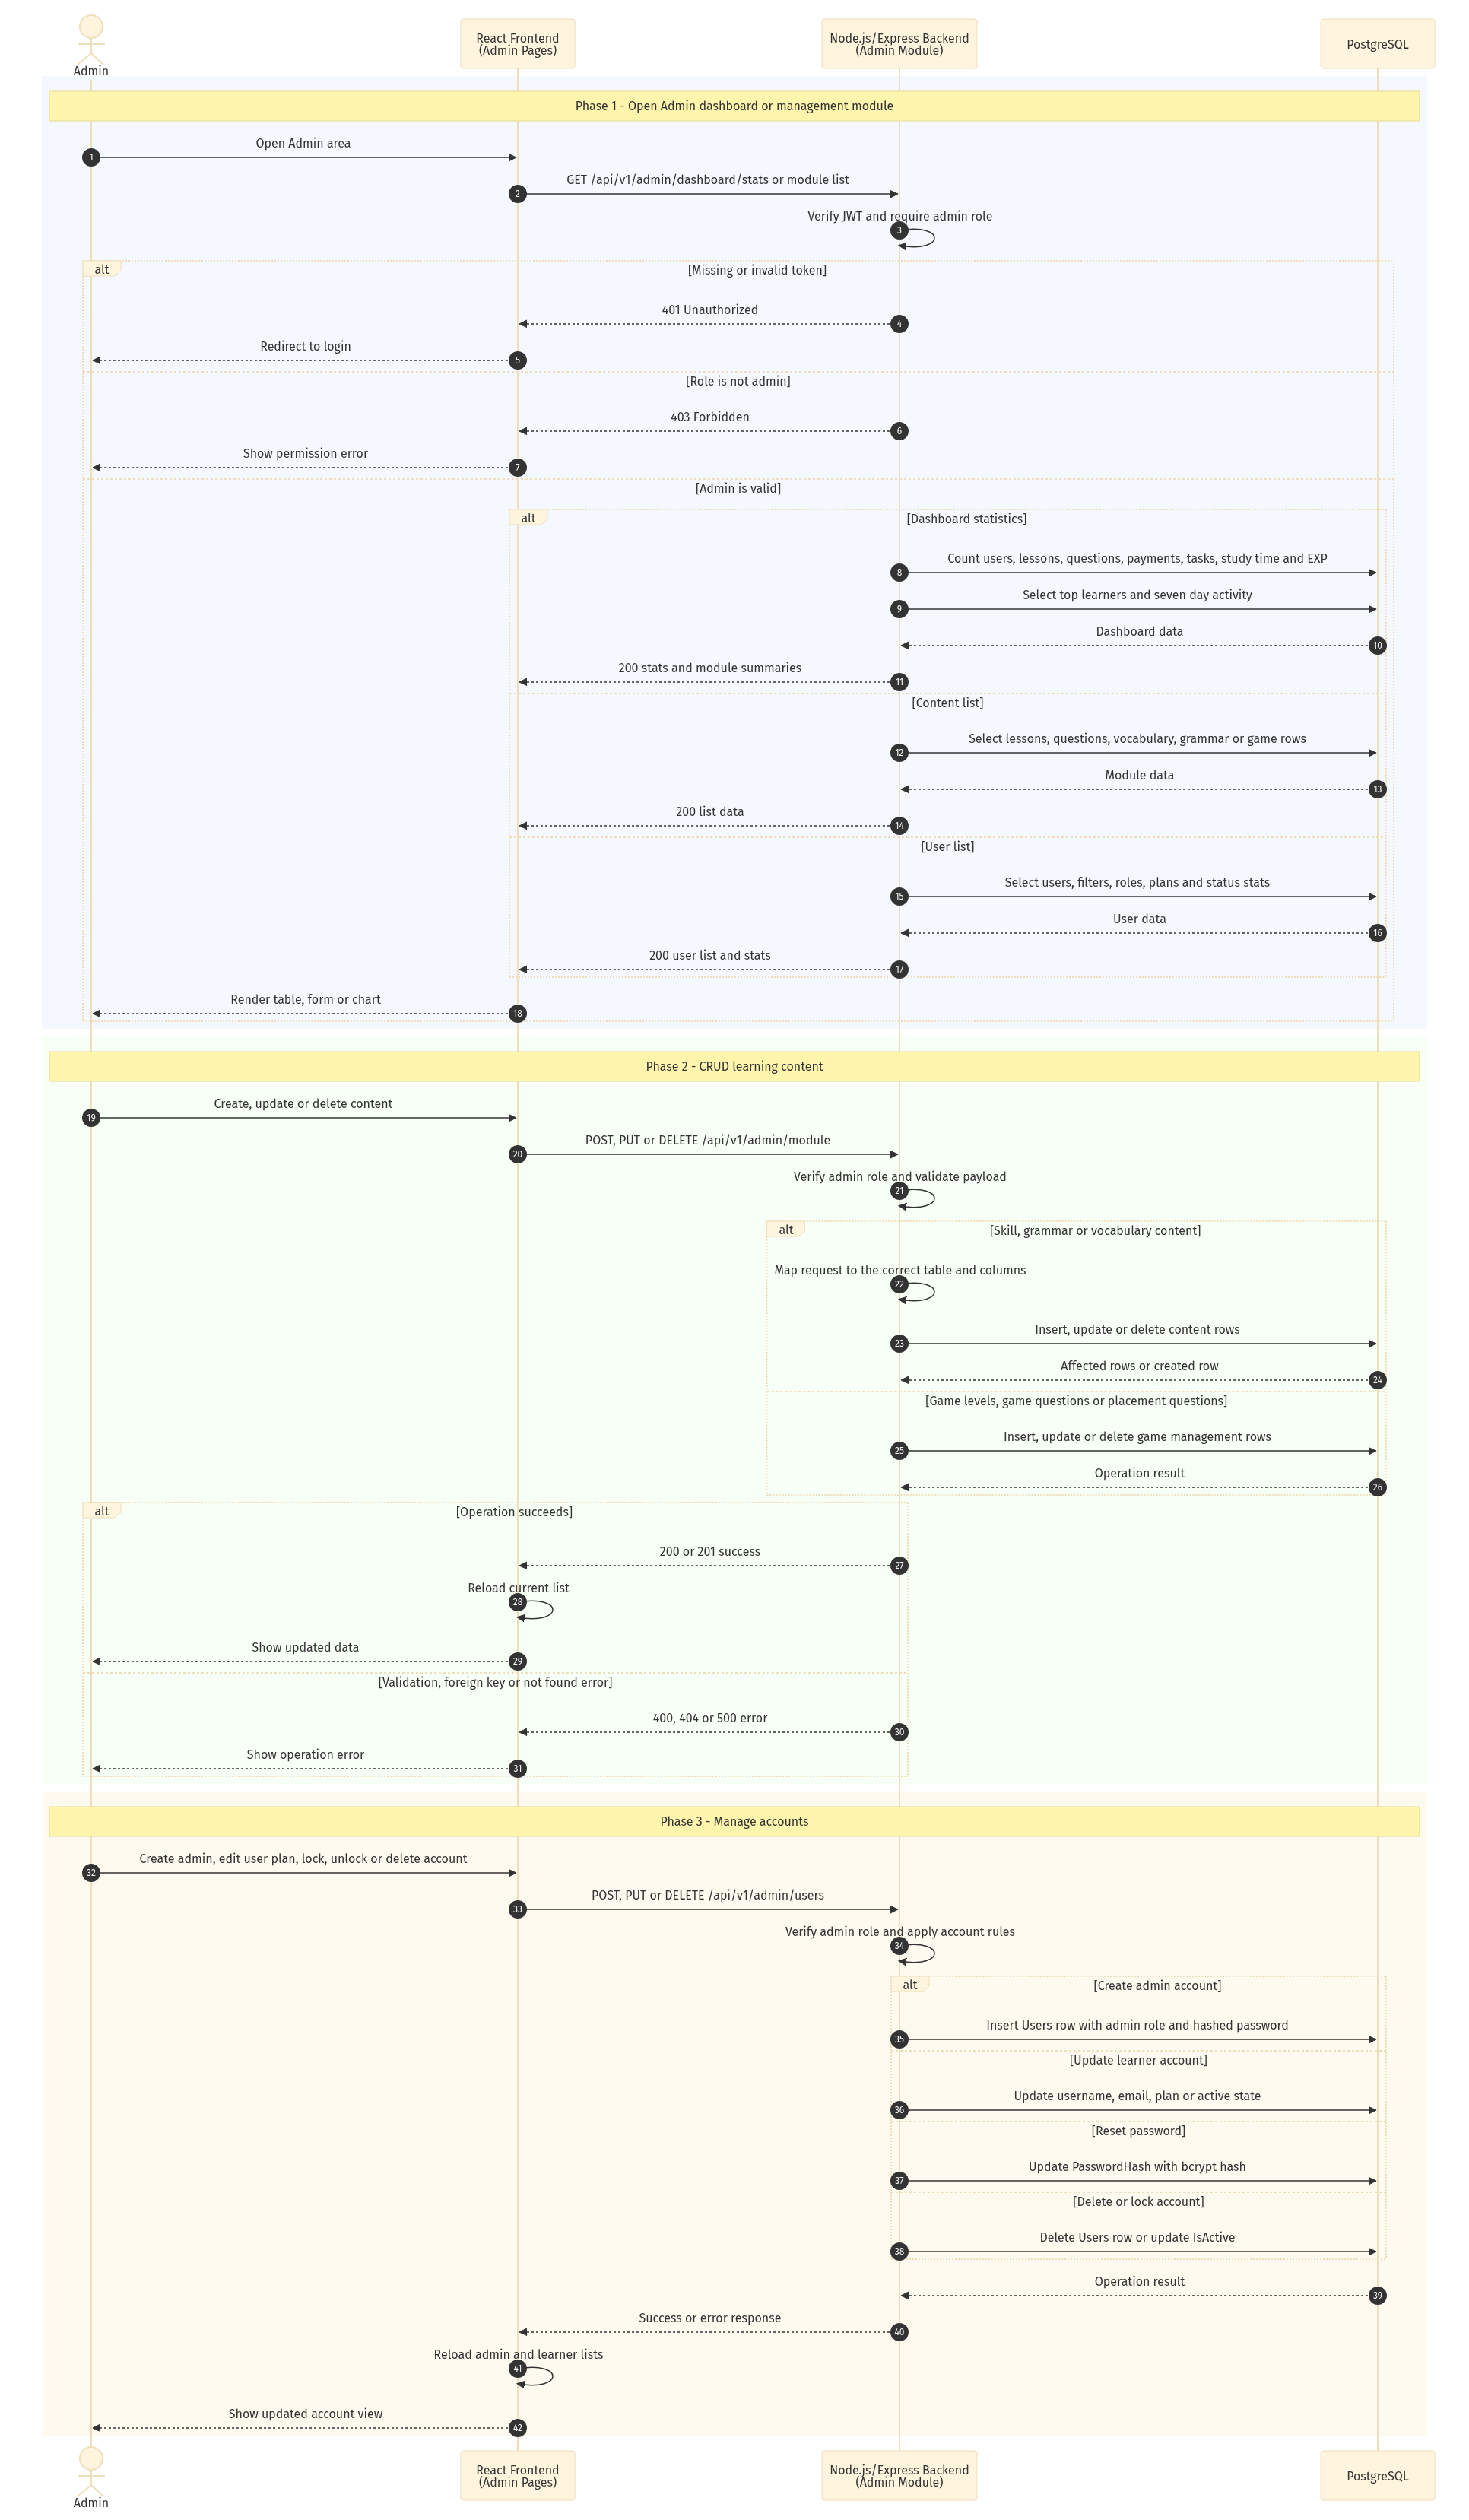 Admin
React Frontend
(Admin Pages)
Node.js/Express Backend
(Admin Module)
PostgreSQL
Phase 1 - Open Admin dashboard or management module
Open Admin area
1
GET /api/v1/admin/dashboard/stats or module list
2
Verify JWT and require admin role
3
alt
[Missing or invalid token]
401 Unauthorized
4
Redirect to login
5
[Role is not admin]
403 Forbidden
6
Show permission error
7
[Admin is valid]
alt
[Dashboard statistics]
Count users, lessons, questions, payments, tasks, study time and EXP
8
Select top learners and seven day activity
9
Dashboard data
10
200 stats and module summaries
11
[Content list]
Select lessons, questions, vocabulary, grammar or game rows
12
Module data
13
200 list data
14
[User list]
Select users, filters, roles, plans and status stats
15
User data
16
200 user list and stats
17
Render table, form or chart
18
Phase 2 - CRUD learning content
Create, update or delete content
19
POST, PUT or DELETE /api/v1/admin/module
20
Verify admin role and validate payload
21
alt
[Skill, grammar or vocabulary content]
Map request to the correct table and columns
22
Insert, update or delete content rows
23
Affected rows or created row
24
[Game levels, game questions or placement questions]
Insert, update or delete game management rows
25
Operation result
26
alt
[Operation succeeds]
200 or 201 success
27
Reload current list
28
Show updated data
29
[Validation, foreign key or not found error]
400, 404 or 500 error
30
Show operation error
31
Phase 3 - Manage accounts
Create admin, edit user plan, lock, unlock or delete account
32
POST, PUT or DELETE /api/v1/admin/users
33
Verify admin role and apply account rules
34
alt
[Create admin account]
Insert Users row with admin role and hashed password
35
[Update learner account]
Update username, email, plan or active state
36
[Reset password]
Update PasswordHash with bcrypt hash
37
[Delete or lock account]
Delete Users row or update IsActive
38
Operation result
39
Success or error response
40
Reload admin and learner lists
41
Show updated account view
42
Admin
React Frontend
(Admin Pages)
Node.js/Express Backend
(Admin Module)
PostgreSQL